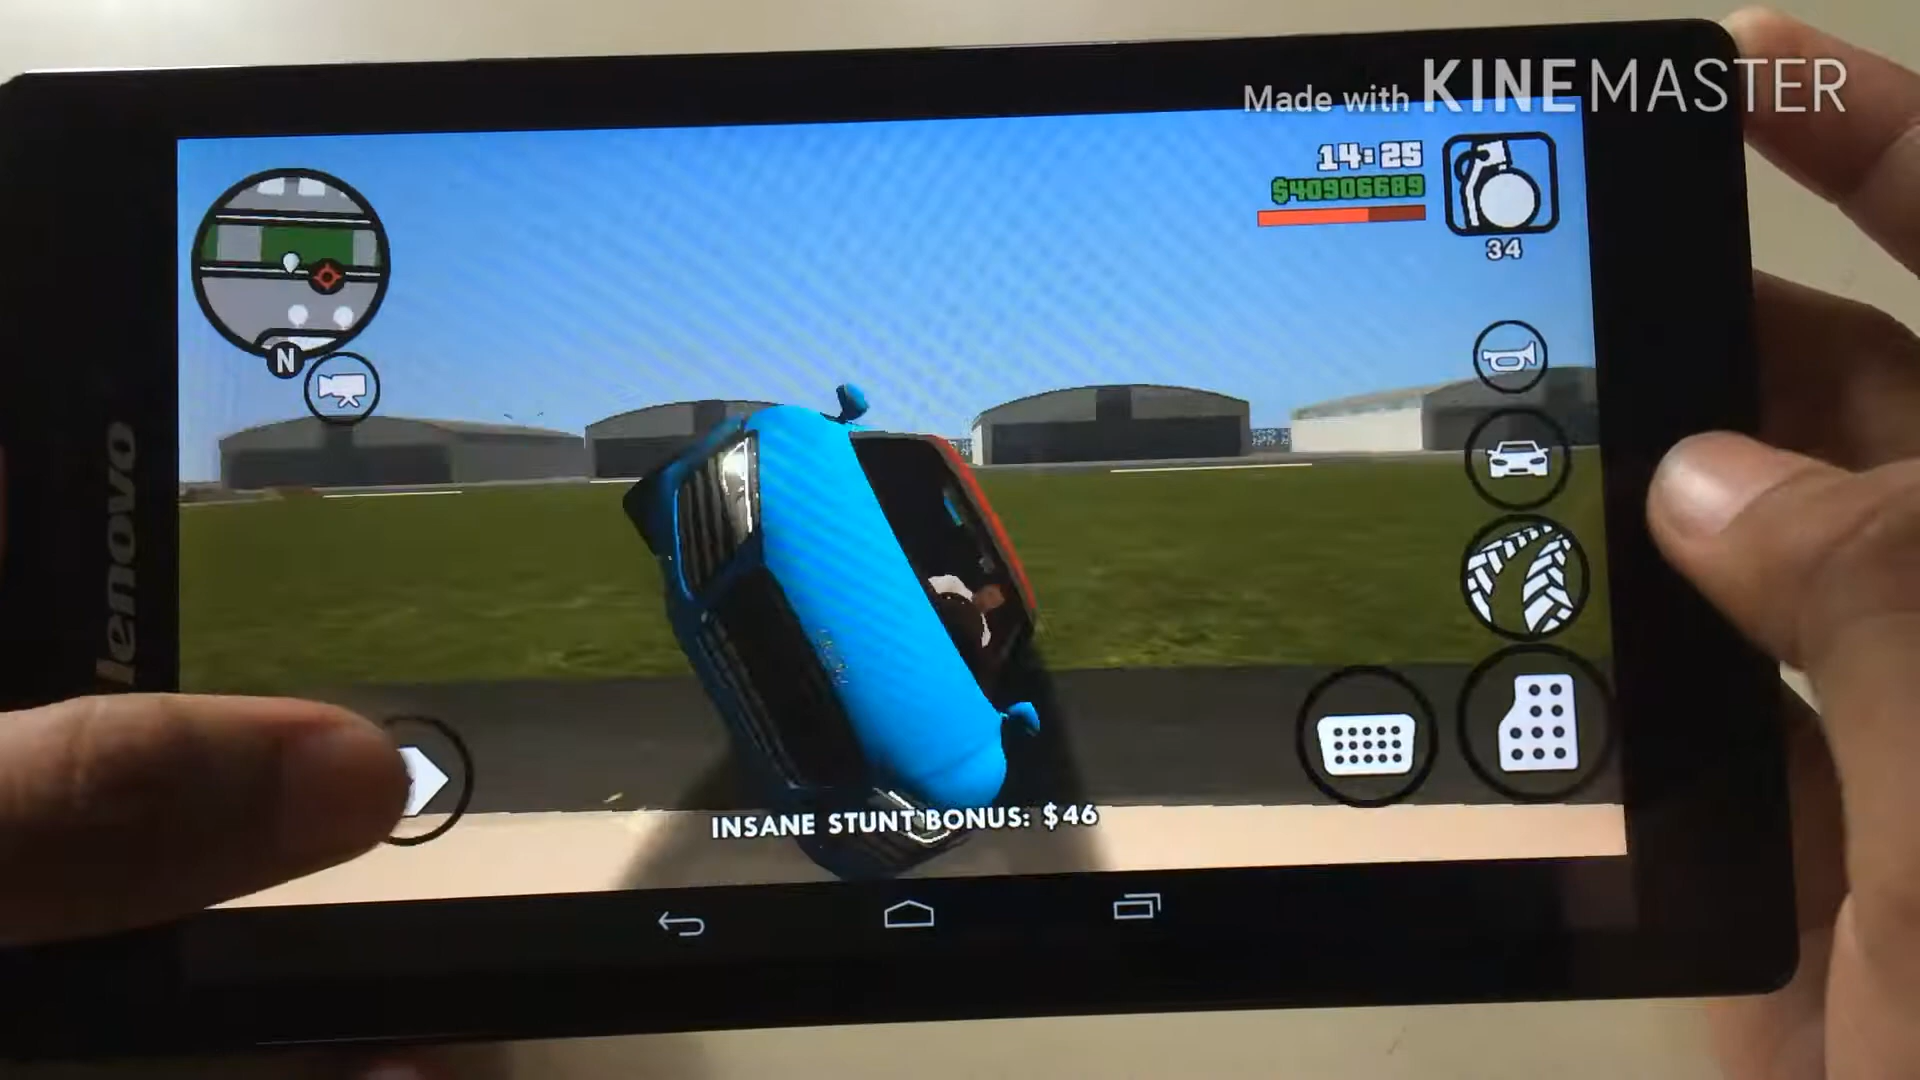 Made with KINEMASTER
14:25
$40906689
34
N
lenovo
INSANE STUNT BONUS: $46